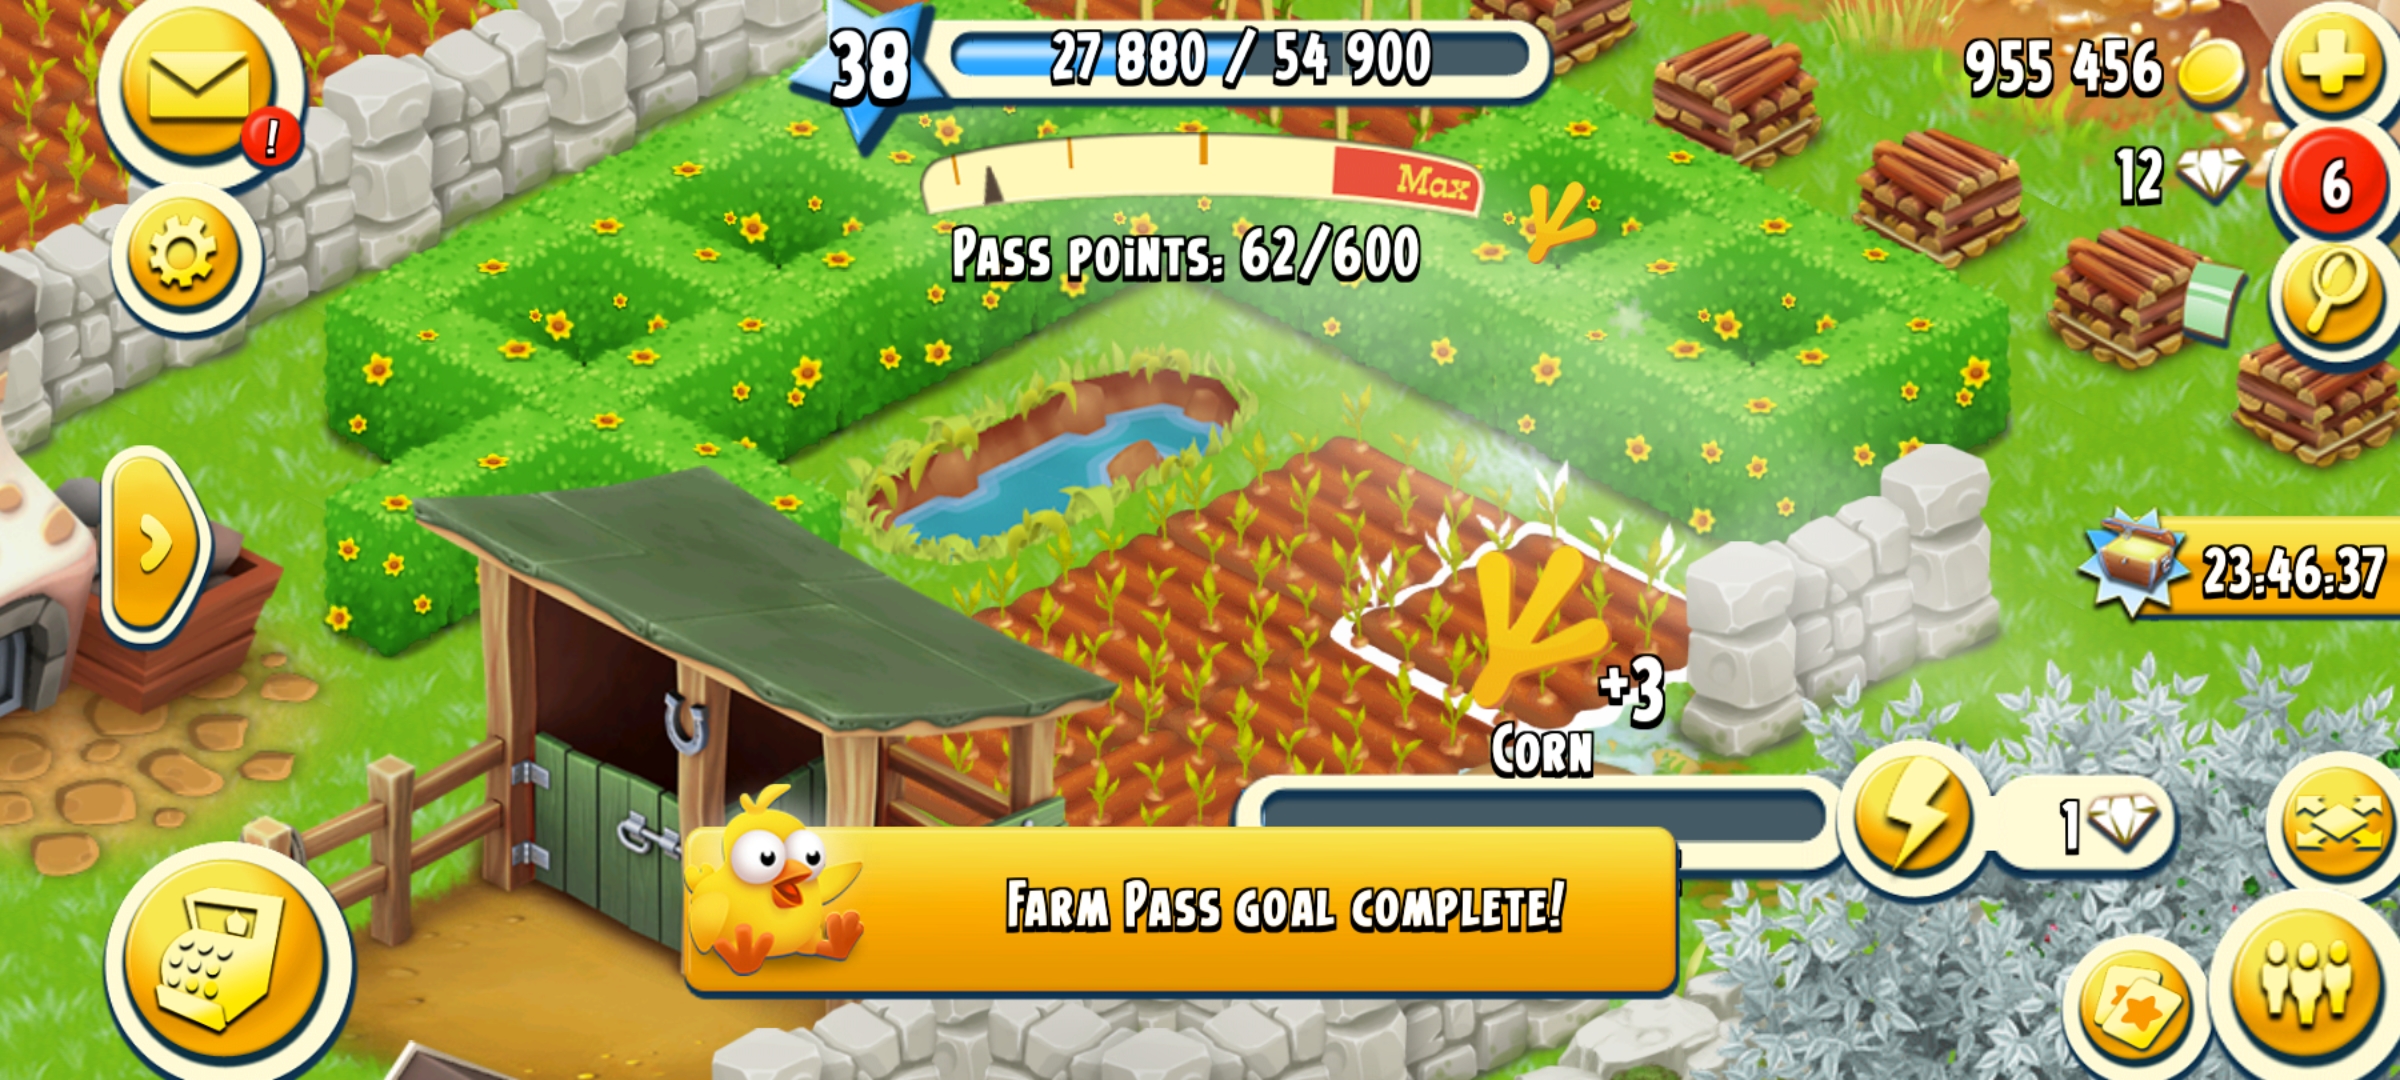 38
27 880 / 54 900
955 456
!
Max
12
6
Pass points: 62/600
23:46:37
+3
Corn
1
Farm Pass goal complete!